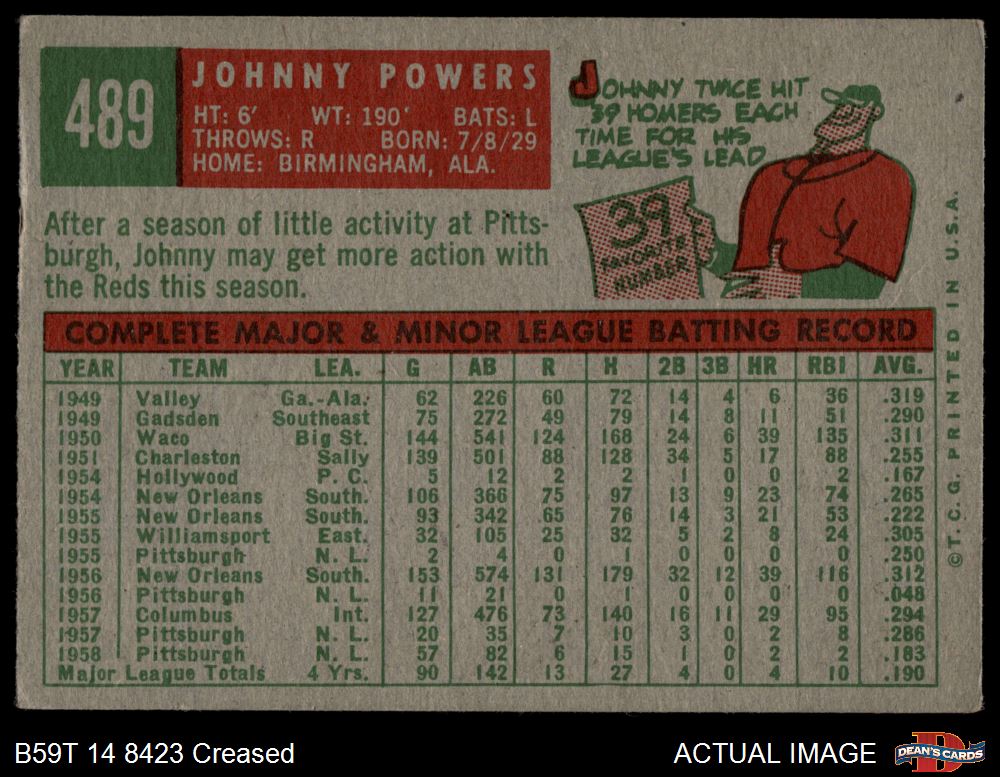 489
JOHNNY POWERS
HT: 6' WT: 190' BATS: L
THROWS: R BORN: 7/8/29
HOME: BIRMINGHAM, ALA.
JOHNNY TWICE HIT
39 HOMERS EACH
TIME FOR HIS
LEAGUE'S LEAD
39
FAVORITE
NUMBER
After a season of little activity at Pitts-
burgh, Johnny may get more action with
the Reds this season.
COMPLETE MAJOR & MINOR LEAGUE BATTING RECORD
YEAR TEAM LEA. G AB R H 2B 3B HR RBI AVG.
1949 Valley Ga.-Ala. 62 226 60 72 14 4 6 36 .319
1949 Gadsden Southeast 75 272 49 79 14 8 11 51 .290
1950 Waco Big St. 144 541 124 168 24 6 39 135 .311
1951 Charleston Sally 139 501 88 128 34 5 17 88 .255
1954 Hollywood P. C. 5 12 2 2 1 0 0 2 .167
1954 New Orleans South. 106 366 75 97 13 9 23 74 .265
1955 New Orleans South. 93 342 65 76 14 3 21 53 .222
1955 Williamsport East. 32 105 25 32 5 2 8 24 .305
1955 Pittsburgh N. L. 2 4 0 1 0 0 0 0 .250
1956 New Orleans South. 153 574 131 179 32 12 39 116 .312
1956 Pittsburgh N. L. 11 21 0 1 0 0 0 0 .048
1957 Columbus Int. 127 476 73 140 16 11 29 95 .294
1957 Pittsburgh N. L. 20 35 7 10 3 0 2 8 .286
1958 Pittsburgh N. L. 57 82 6 15 1 0 2 2 .183
Major League Totals 4 Yrs. 90 142 13 27 4 0 4 10 .190
©T.C.G. PRINTED IN U.S.A.
B59T 14 8423 Creased
ACTUAL IMAGE
DEAN'S CARDS